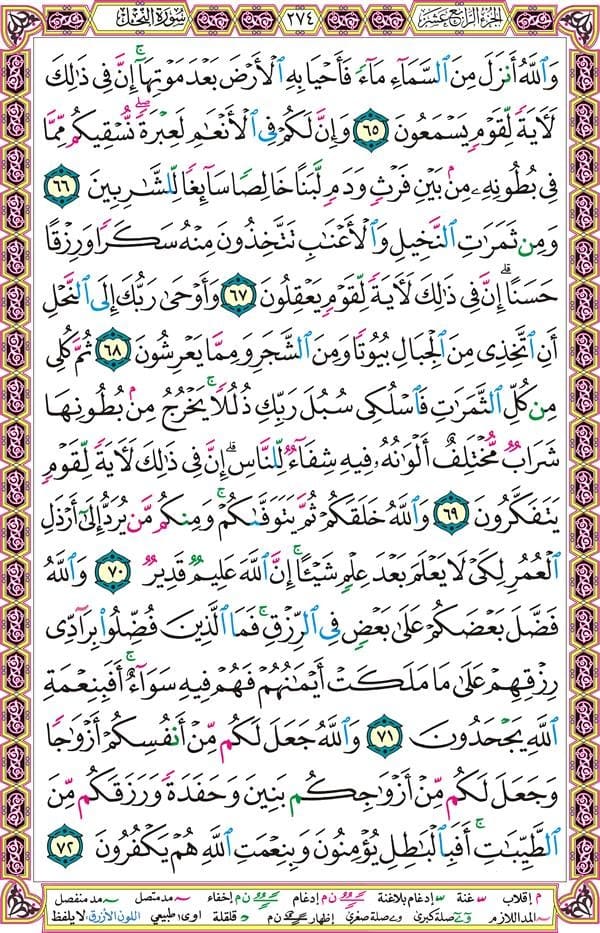 الجزء الرابع عشر
٢٧٤
سورة النحل
وَٱللَّهُ أَنزَلَ مِنَ ٱلسَّمَآءِ مَآءً فَأَحْيَا بِهِ ٱلْأَرْضَ بَعْدَ مَوْتِهَآ ۚ إِنَّ فِى ذَٰلِكَ
لَءَايَةً لِّقَوْمٍ يَسْمَعُونَ ٦٥ وَإِنَّ لَكُمْ فِى ٱلْأَنْعَٰمِ لَعِبْرَةً ۖ نُّسْقِيكُم مِّمَّا
فِى بُطُونِهِۦ مِنۢ بَيْنِ فَرْثٍ وَدَمٍ لَّبَنًا خَالِصًا سَآئِغًا لِّلشَّٰرِبِينَ ٦٦
وَمِن ثَمَرَٰتِ ٱلنَّخِيلِ وَٱلْأَعْنَٰبِ تَتَّخِذُونَ مِنْهُ سَكَرًا وَرِزْقًا
حَسَنًا ۗ إِنَّ فِى ذَٰلِكَ لَءَايَةً لِّقَوْمٍ يَعْقِلُونَ ٦٧ وَأَوْحَىٰ رَبُّكَ إِلَى ٱلنَّحْلِ
أَنِ ٱتَّخِذِى مِنَ ٱلْجِبَالِ بُيُوتًا وَمِنَ ٱلشَّجَرِ وَمِمَّا يَعْرِشُونَ ٦٨ ثُمَّ كُلِى
مِن كُلِّ ٱلثَّمَرَٰتِ فَٱسْلُكِى سُبُلَ رَبِّكِ ذُلُلًا ۚ يَخْرُجُ مِنۢ بُطُونِهَا
شَرَابٌ مُّخْتَلِفٌ أَلْوَٰنُهُۥ فِيهِ شِفَآءٌ لِّلنَّاسِ ۗ إِنَّ فِى ذَٰلِكَ لَءَايَةً لِّقَوْمٍ
يَتَفَكَّرُونَ ٦٩ وَٱللَّهُ خَلَقَكُمْ ثُمَّ يَتَوَفَّىٰكُمْ ۚ وَمِنكُم مَّن يُرَدُّ إِلَىٰٓ أَرْذَلِ
ٱلْعُمُرِ لِكَىْ لَا يَعْلَمَ بَعْدَ عِلْمٍ شَيْـًٔا ۚ إِنَّ ٱللَّهَ عَلِيمٌ قَدِيرٌ ٧٠ وَٱللَّهُ
فَضَّلَ بَعْضَكُمْ عَلَىٰ بَعْضٍ فِى ٱلرِّزْقِ ۚ فَمَا ٱلَّذِينَ فُضِّلُوا۟ بِرَآدِّى
رِزْقِهِمْ عَلَىٰ مَا مَلَكَتْ أَيْمَٰنُهُمْ فَهُمْ فِيهِ سَوَآءٌ ۚ أَفَبِنِعْمَةِ
ٱللَّهِ يَجْحَدُونَ ٧١ وَٱللَّهُ جَعَلَ لَكُم مِّنْ أَنفُسِكُمْ أَزْوَٰجًا
وَجَعَلَ لَكُم مِّنْ أَزْوَٰجِكُم بَنِينَ وَحَفَدَةً وَرَزَقَكُم مِّنَ
ٱلطَّيِّبَٰتِ ۚ أَفَبِٱلْبَٰطِلِ يُؤْمِنُونَ وَبِنِعْمَتِ ٱللَّهِ هُمْ يَكْفُرُونَ ٧٢
م إقلاب س غنة س إدغام بلاغنة ن م إدغام ن م إخفاء مد متصل مد منفصل
المد اللازم و ے صلة كبرى و ے صلة صغرى إظهار ن م قلقلة اوى: طبيعي اللون الأزرق: لا يلفظ